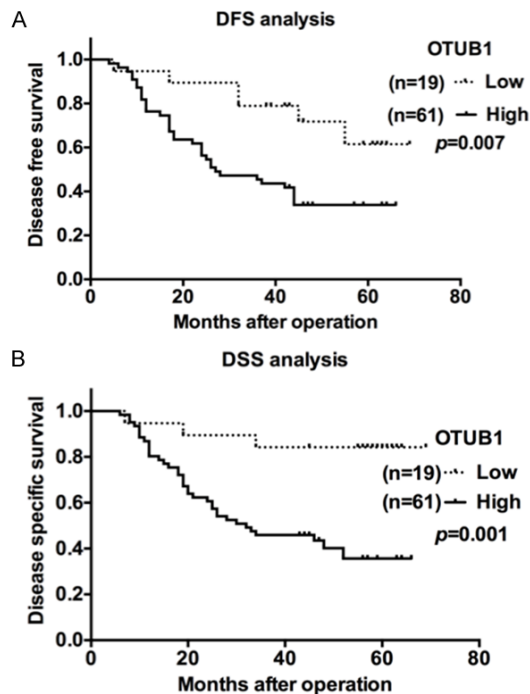 A
DFS analysis
OTUB1
(n=19) Low
(n=61) High
p=0.007
Disease free survival
1.0
0.8
0.6
0.4
0.2
0.0
0 20 40 60 80
Months after operation
B
DSS analysis
OTUB1
(n=19) Low
(n=61) High
p=0.001
Disease specific survival
1.0
0.8
0.6
0.4
0.2
0.0
0 20 40 60 80
Months after operation